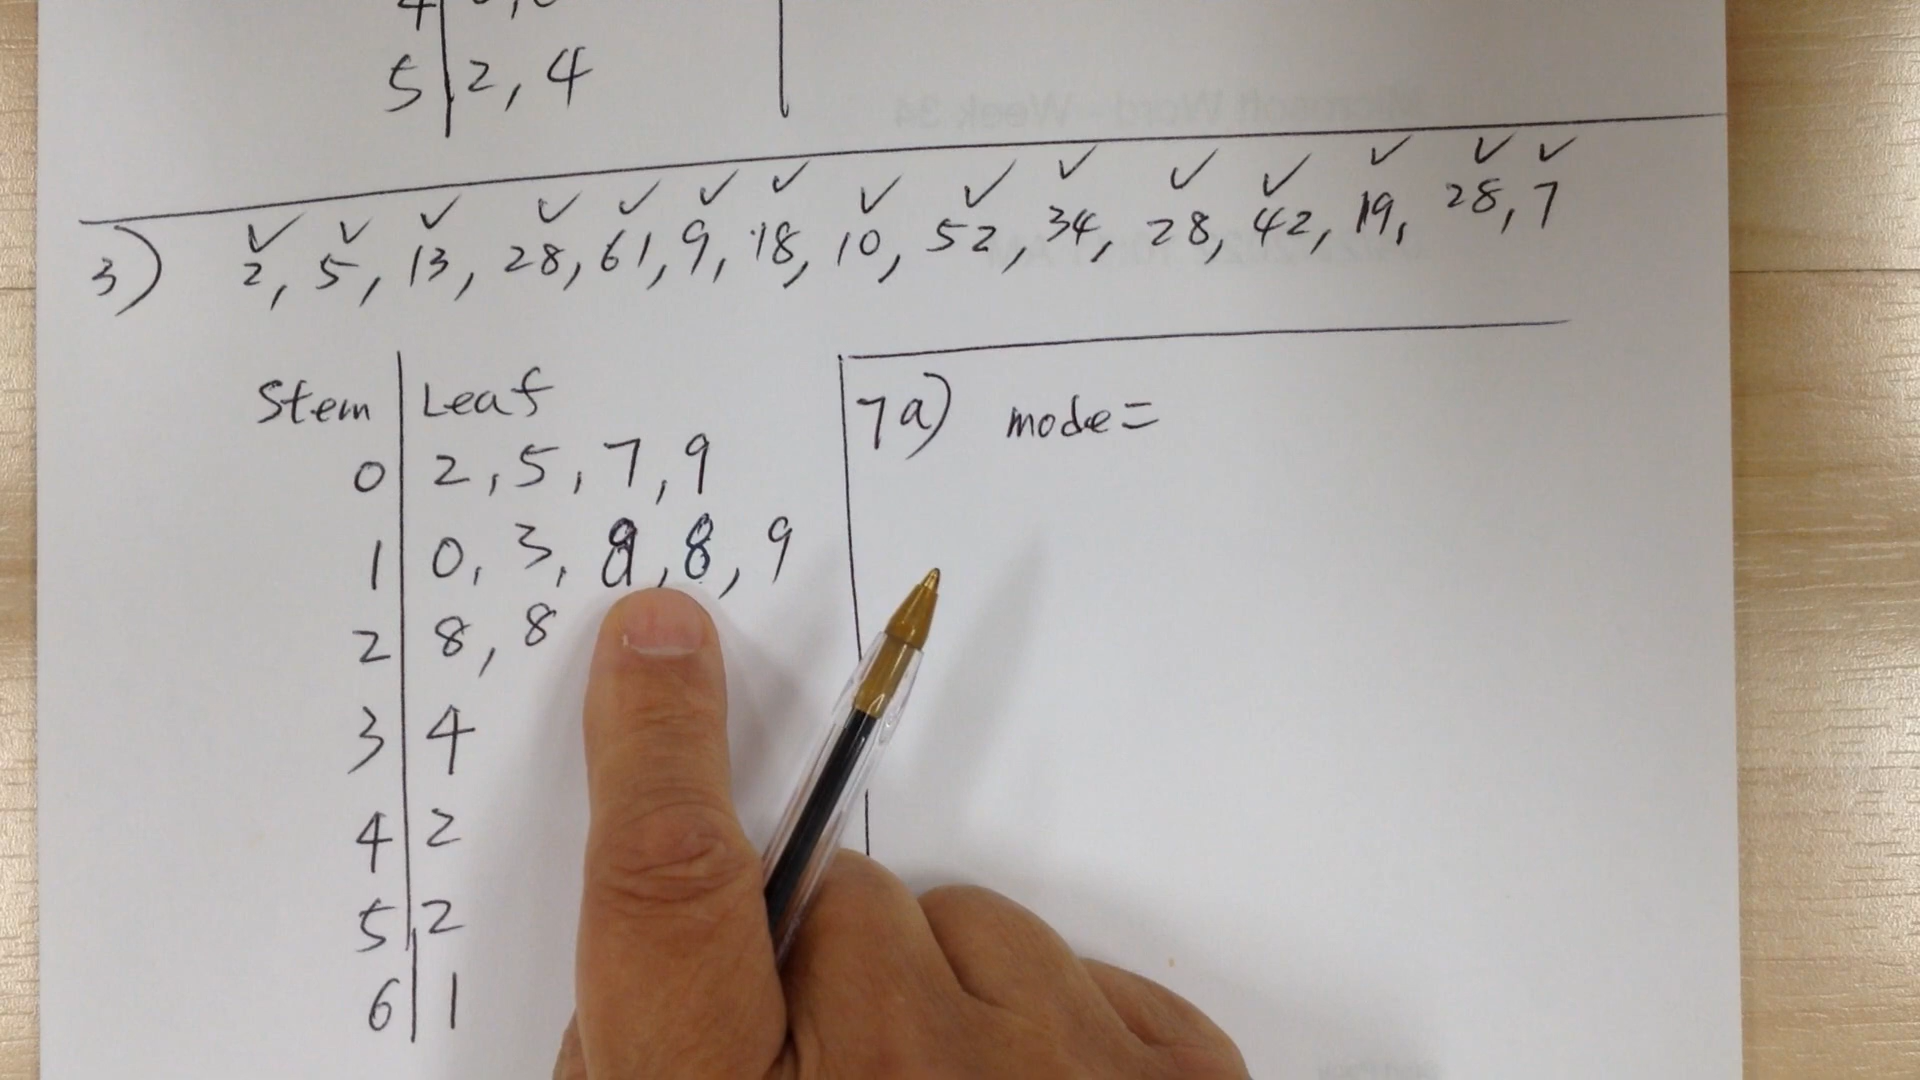 5 | 2, 4
3) 2, 5, 13, 28, 61, 9, 18, 10, 52, 34, 28, 42, 19, 28, 7
Stem | Leaf
0 | 2, 5, 7, 9
1 | 0, 3, 8, 8, 9
2 | 8, 8
3 | 4
4 | 2
5 | 2
6 | 1
7a) mode =